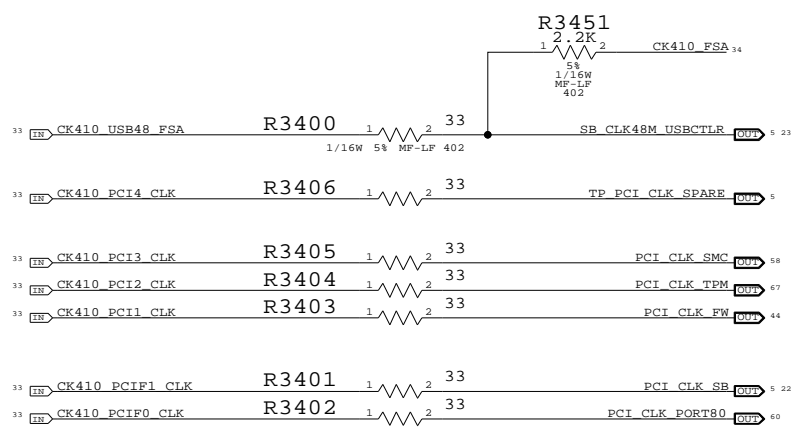 R3451
2.2K
1 2 CK410_FSA 34
5%
1/16W
MF-LF
402
33 IN CK410_USB48_FSA R3400 1 2 33 SB_CLK48M_USBCTLR OUT 5 23
1/16W 5% MF-LF 402
33 IN CK410_PCI4_CLK R3406 1 2 33 TP_PCI_CLK_SPARE OUT 5
33 IN CK410_PCI3_CLK R3405 1 2 33 PCI_CLK_SMC OUT 58
33 IN CK410_PCI2_CLK R3404 1 2 33 PCI_CLK_TPM OUT 67
33 IN CK410_PCI1_CLK R3403 1 2 33 PCI_CLK_FW OUT 44
33 IN CK410_PCIF1_CLK R3401 1 2 33 PCI_CLK_SB OUT 5 22
33 IN CK410_PCIF0_CLK R3402 1 2 33 PCI_CLK_PORT80 OUT 60